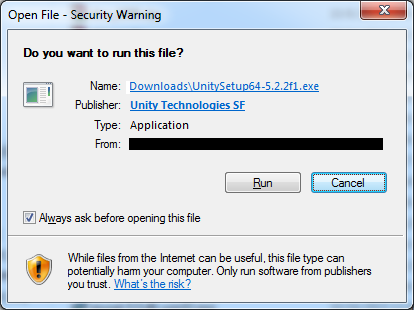 Open File - Security Warning
Do you want to run this file?
Name: Downloads\UnitySetup64-5.2.2f1.exe
Publisher: Unity Technologies SF
Type: Application
From:
Run Cancel
Always ask before opening this file
While files from the Internet can be useful, this file type can
potentially harm your computer. Only run software from publishers
you trust. What's the risk?